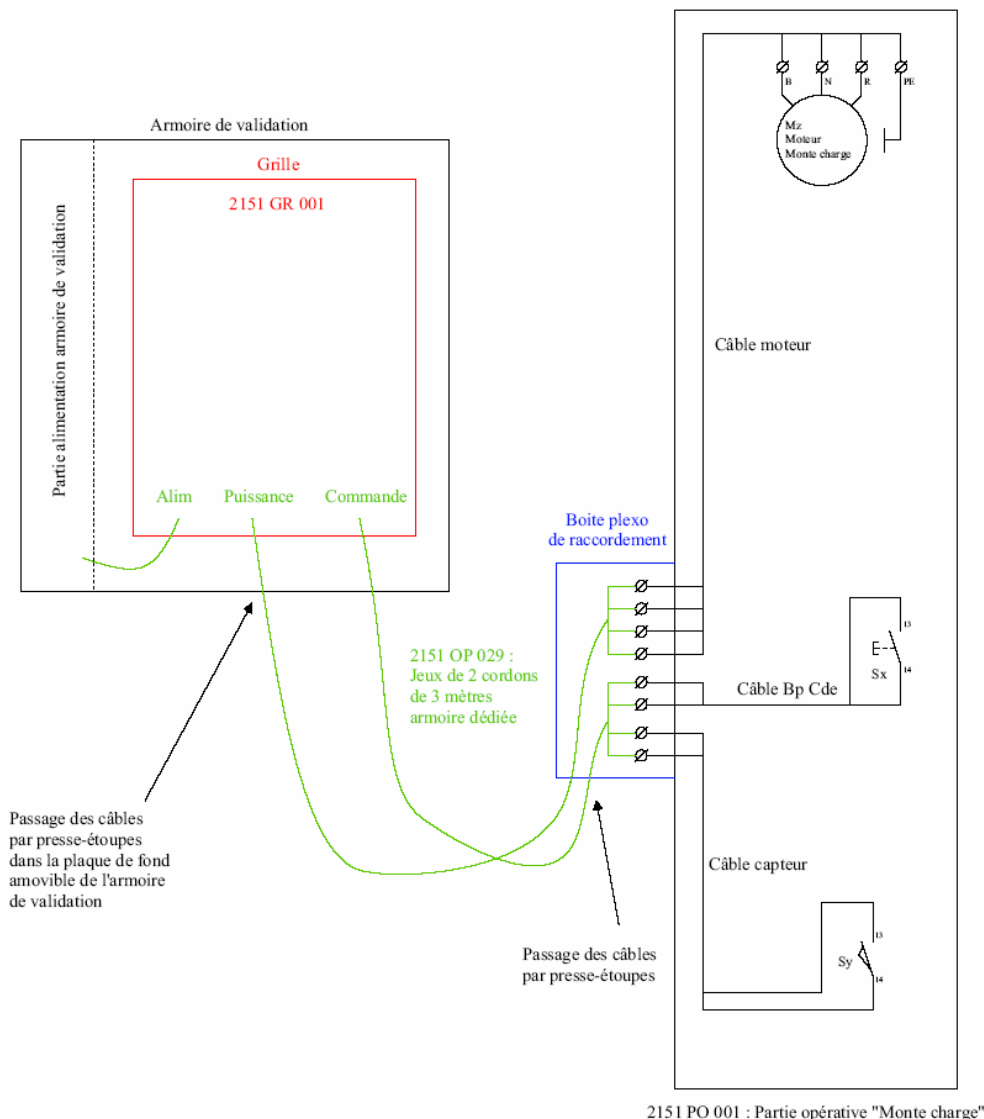 Armoire de validation
Grille
2151 GR 001
Partie alimentation armoire de validation
Alim
Puissance
Commande
B
N
R
PE
Mz
Moteur
Monte charge
Câble moteur
Boite plexo
de raccordement
2151 OP 029 :
Jeux de 2 cordons
de 3 mètres
armoire dédiée
Câble Bp Cde
13
14
Sx
Passage des câbles
par presse-étoupes
dans la plaque de fond
amovible de l'armoire
de validation
Câble capteur
Passage des câbles
par presse-étoupes
13
Sy
14
2151 PO 001 : Partie opérative "Monte charge"